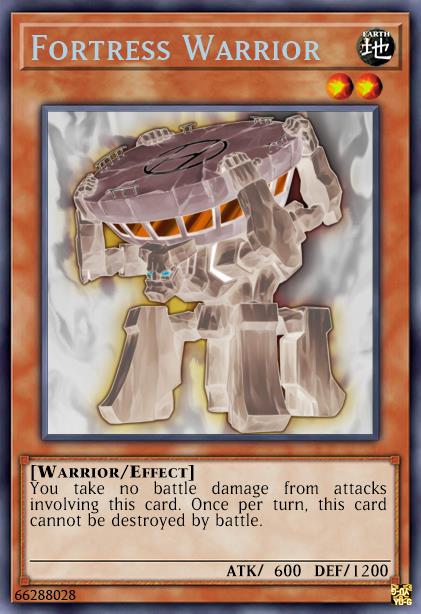 Fortress Warrior
EARTH
地
[Warrior/Effect]
You take no battle damage from attacks
involving this card. Once per turn, this card
cannot be destroyed by battle.
ATK/ 600 DEF/1200
66288028